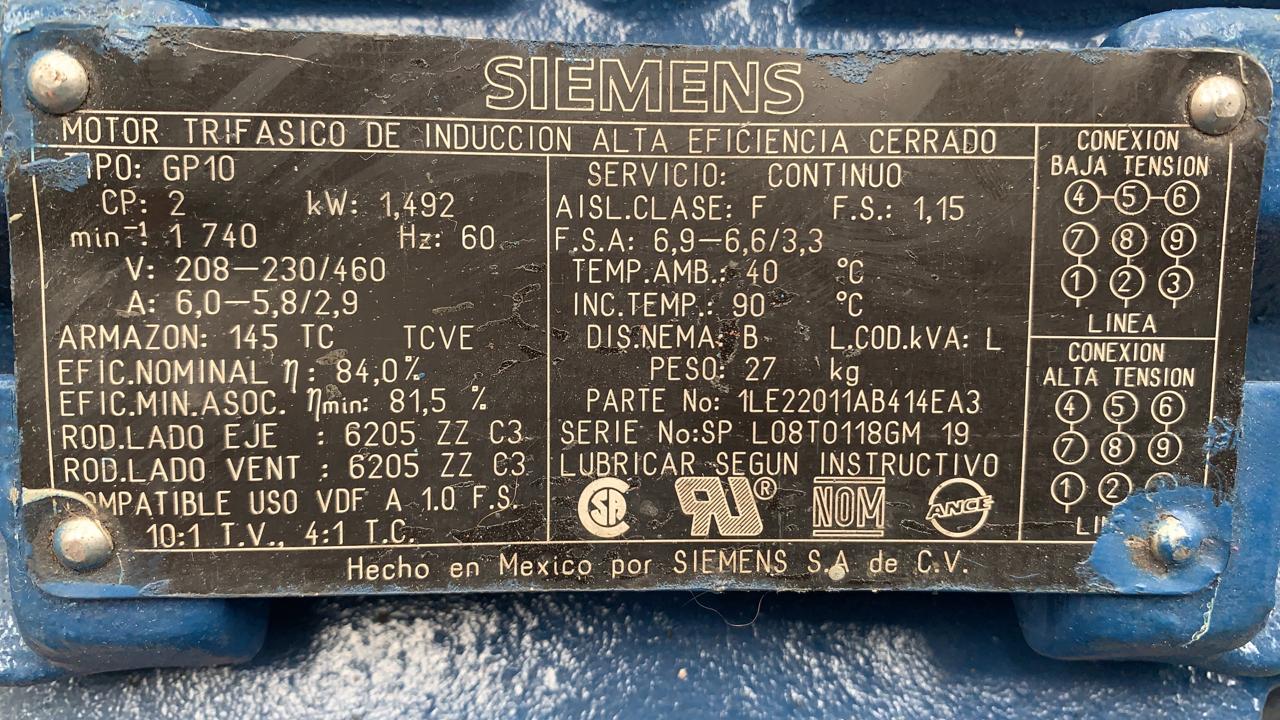 SIEMENS
MOTOR TRIFASICO DE INDUCCION ALTA EFICIENCIA CERRADO
GP10
CP: 2 kW: 1,492
min⁻¹: 1 740 Hz: 60
V: 208–230/460
A: 6,0–5,8/2,9
ARMAZON: 145 TC TCVE
EFIC.NOMINAL η: 84,0%
EFIC.MIN.ASOC. ηmin: 81,5 %
ROD.LADO EJE : 6205 ZZ C3
ROD.LADO VENT : 6205 ZZ C3
USO VDF A 1.0 F.S.
10:1 T.V., 4:1 T.C.
SERVICIO: CONTINUO
AISL.CLASE: F F.S.: 1,15
F.S.A: 6,9–6,6/3,3
TEMP.AMB.: 40 °C
INC.TEMP.: 90 °C
DIS.NEMA: B L.COD.kVA: L
PESO: 27 kg
PARTE No: 1LE22011AB414EA3
SERIE No:SP L08T0118GM 19
LUBRICAR SEGUN INSTRUCTIVO
SA RU® NOM ANCE
CONEXION
BAJA TENSION
4–5–6
7 8 9
1 2 3
LINEA
CONEXION
ALTA TENSION
4 5 6
7 8 9
1 2
Hecho en Mexico por SIEMENS S.A de C.V.